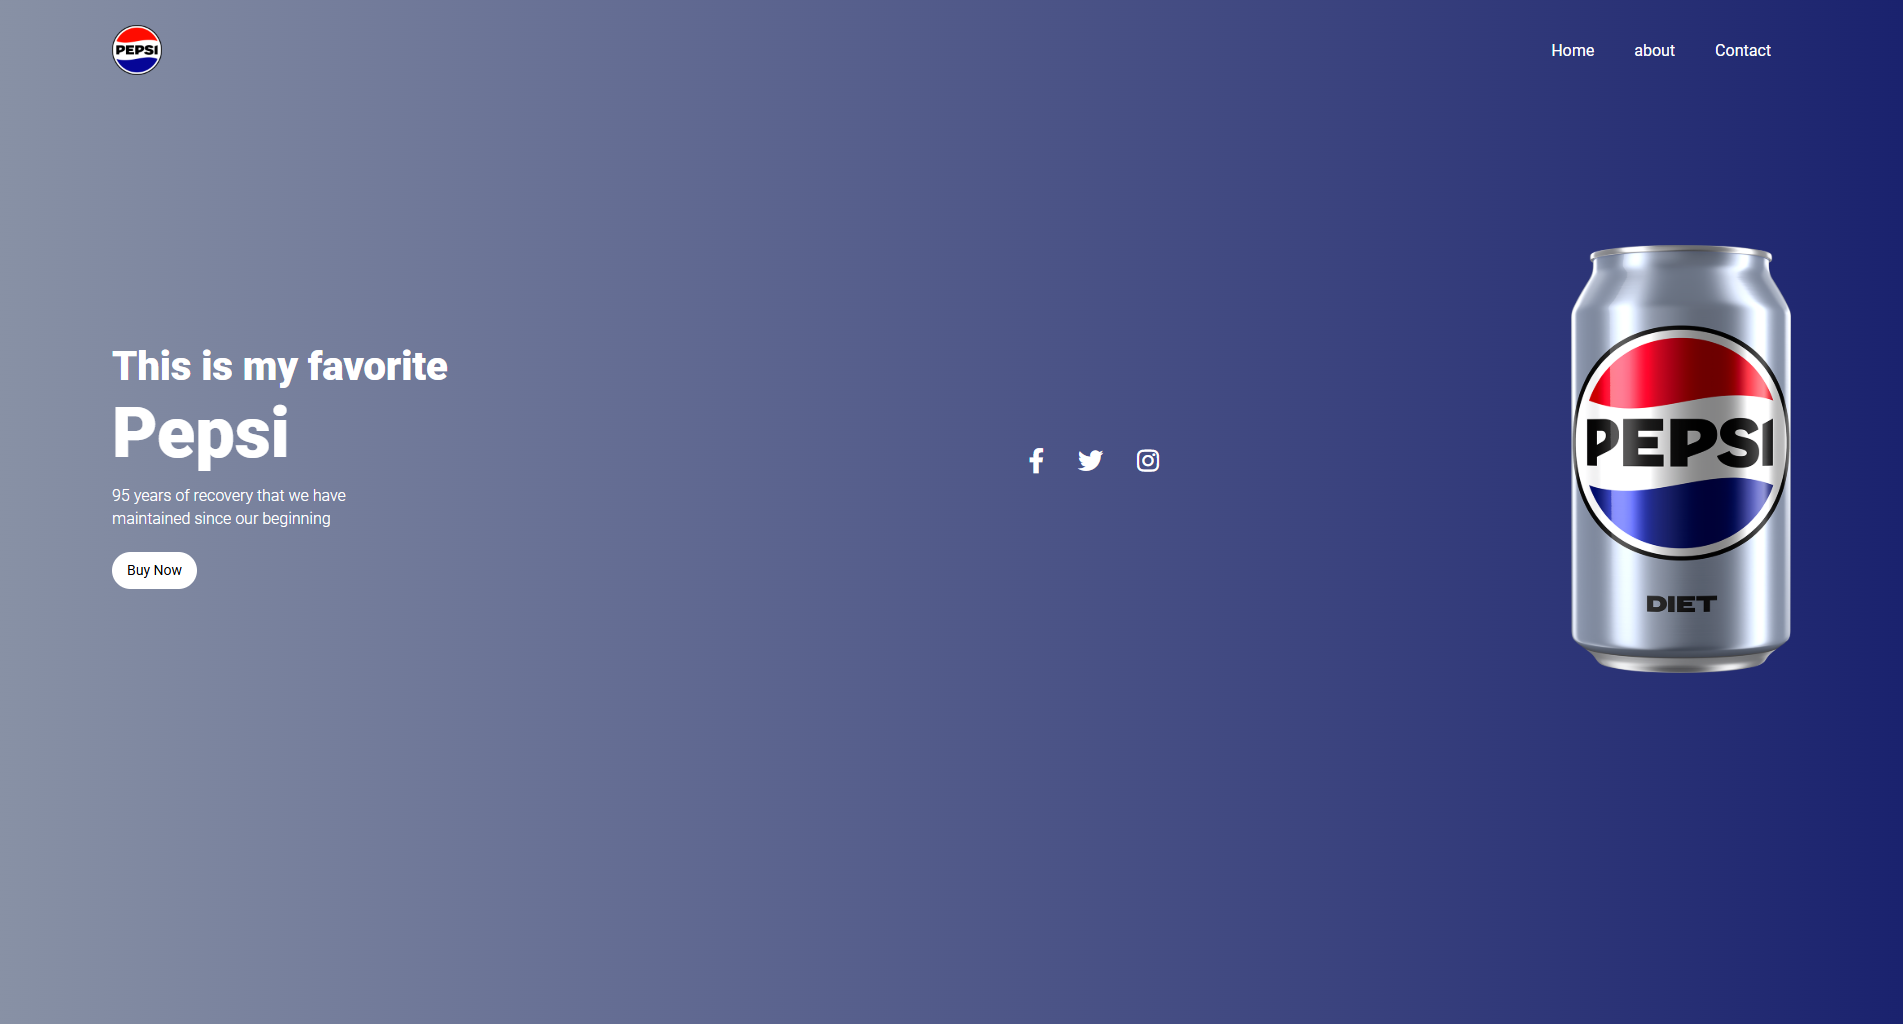 PEPSI
Home
about
Contact
This is my favorite
Pepsi
95 years of recovery that we have
maintained since our beginning
Buy Now
PEPSI
DIET